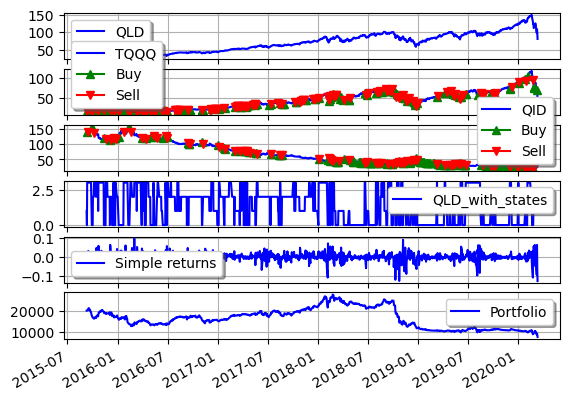 150
100
50
QLD
TQQQ
Buy
Sell
100
50
QID
Buy
Sell
150
100
50
2.5
0.0
QLD_with_states
0.1
0.0
−0.1
Simple returns
20000
10000
Portfolio
2015-07
2016-01
2016-07
2017-01
2017-07
2018-01
2018-07
2019-01
2019-07
2020-01